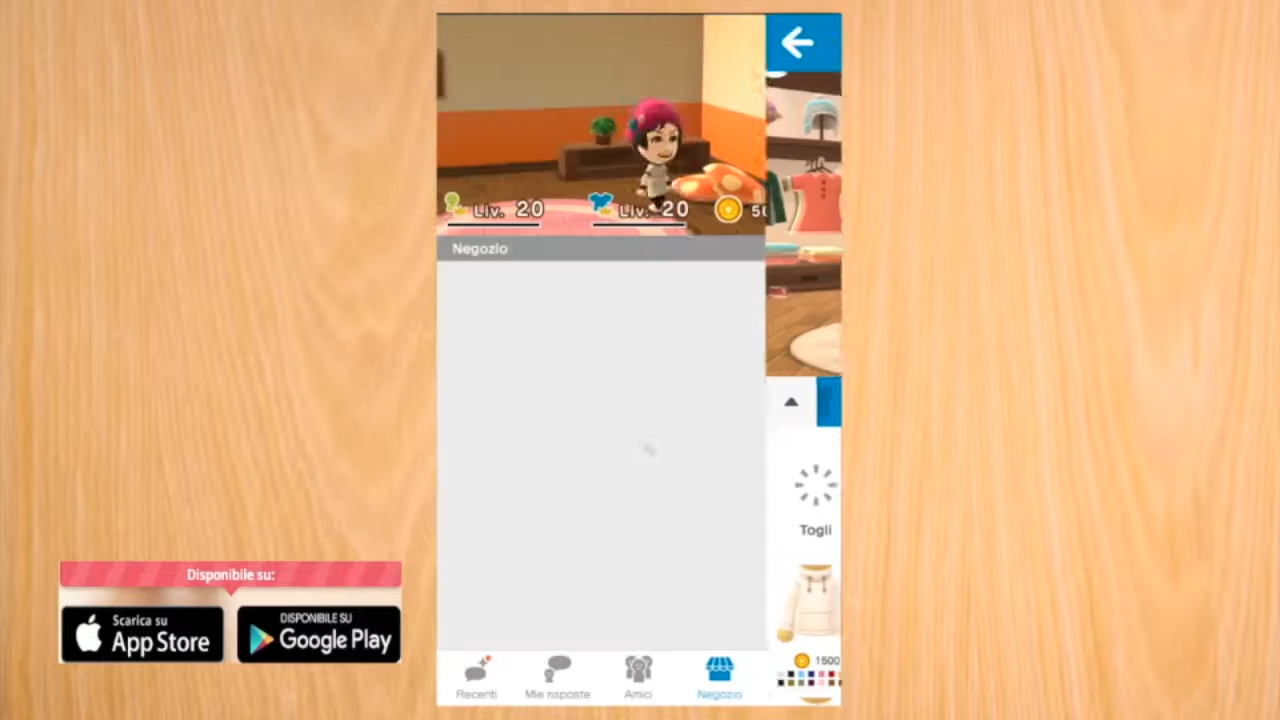 Liv. 20
Liv. 20
50
Negozio
Togli
1500
Recenti
Mie risposte
Amici
Negozio
Disponibile su:
Scarica su
App Store
DISPONIBILE SU
Google Play